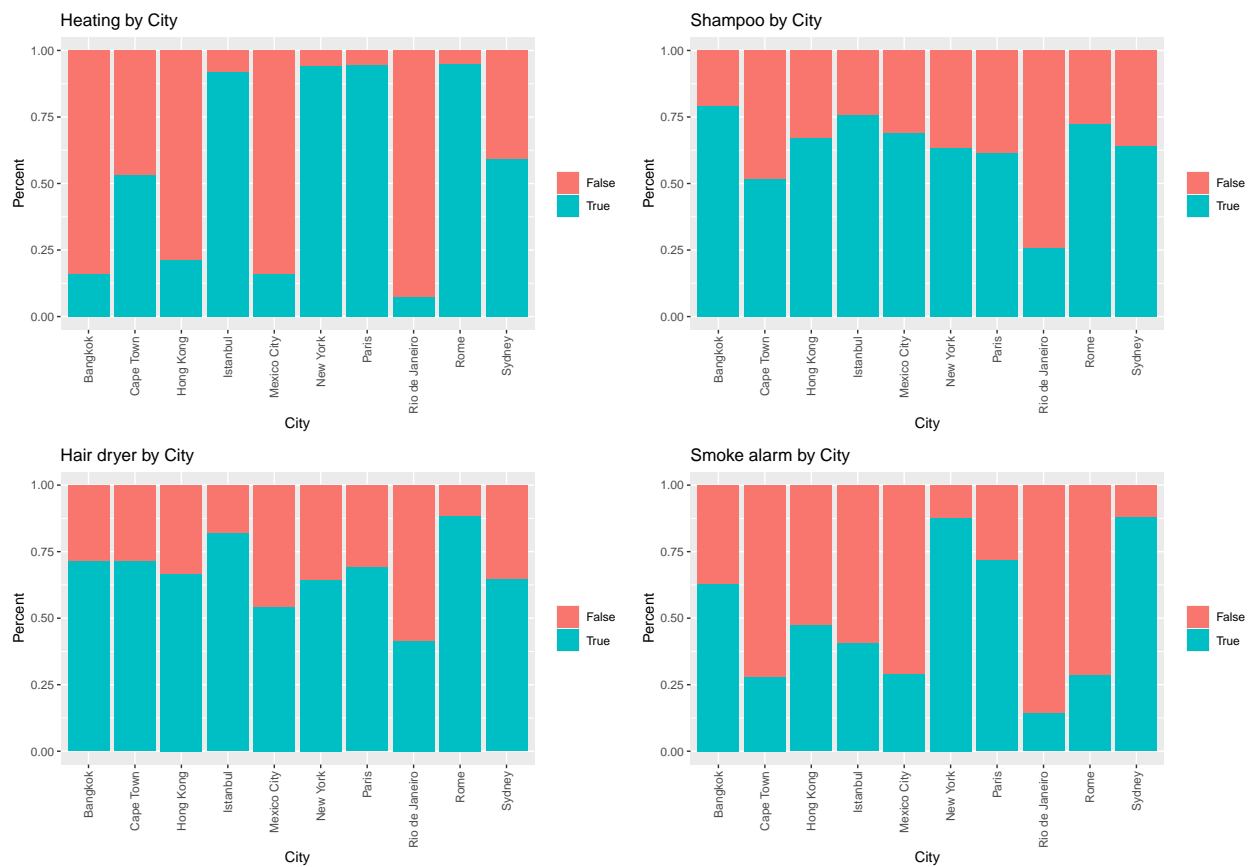 Heating by City
1.00
0.75
0.50
0.25
0.00
Percent
Bangkok
Cape Town
Hong Kong
Istanbul
Mexico City
New York
Paris
Rio de Janeiro
Rome
Sydney
City
False
True
Shampoo by City
1.00
0.75
0.50
0.25
0.00
Percent
Bangkok
Cape Town
Hong Kong
Istanbul
Mexico City
New York
Paris
Rio de Janeiro
Rome
Sydney
City
False
True
Hair dryer by City
1.00
0.75
0.50
0.25
0.00
Percent
Bangkok
Cape Town
Hong Kong
Istanbul
Mexico City
New York
Paris
Rio de Janeiro
Rome
Sydney
City
False
True
Smoke alarm by City
1.00
0.75
0.50
0.25
0.00
Percent
Bangkok
Cape Town
Hong Kong
Istanbul
Mexico City
New York
Paris
Rio de Janeiro
Rome
Sydney
City
False
True